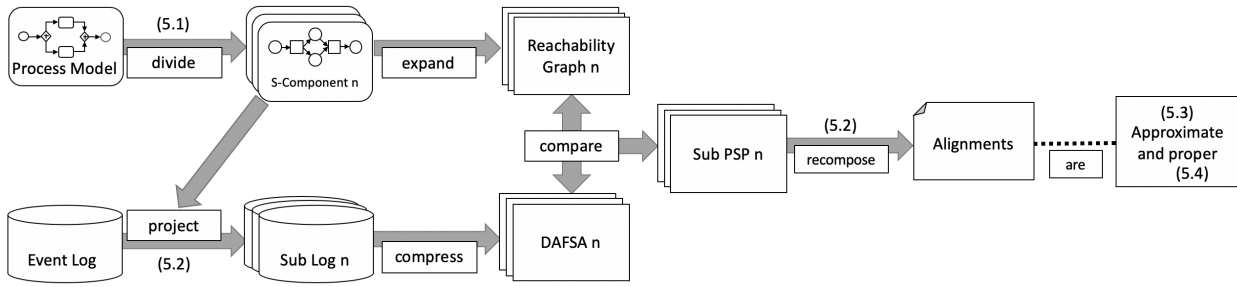 (5.1)
Process Model
divide
S-Component n
expand
Reachability
Graph n
compare
Sub PSP n
(5.2)
recompose
Alignments
are
(5.3)
Approximate
and proper
(5.4)
Event Log
project
(5.2)
Sub Log n
compress
DAFSA n